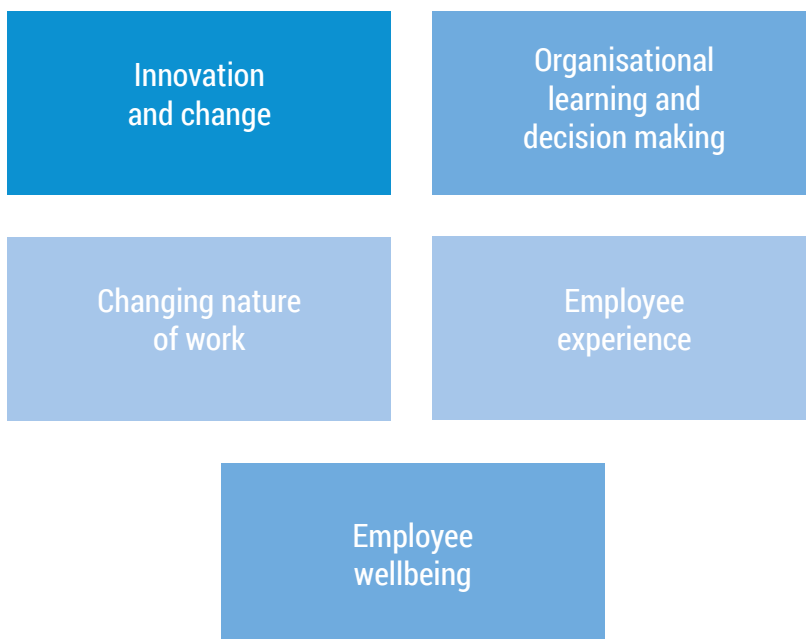 Innovation
and change
Organisational
learning and
decision making
Changing nature
of work
Employee
experience
Employee
wellbeing